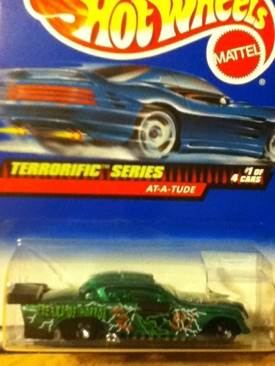 HOT WHEELS
MATTEL
TERRORIFIC SERIES
#1 OF
4 CARS
AT-A-TUDE